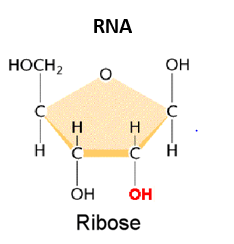 RNA
HOCH₂ O OH
C C
H H H H
C C
OH OH
Ribose